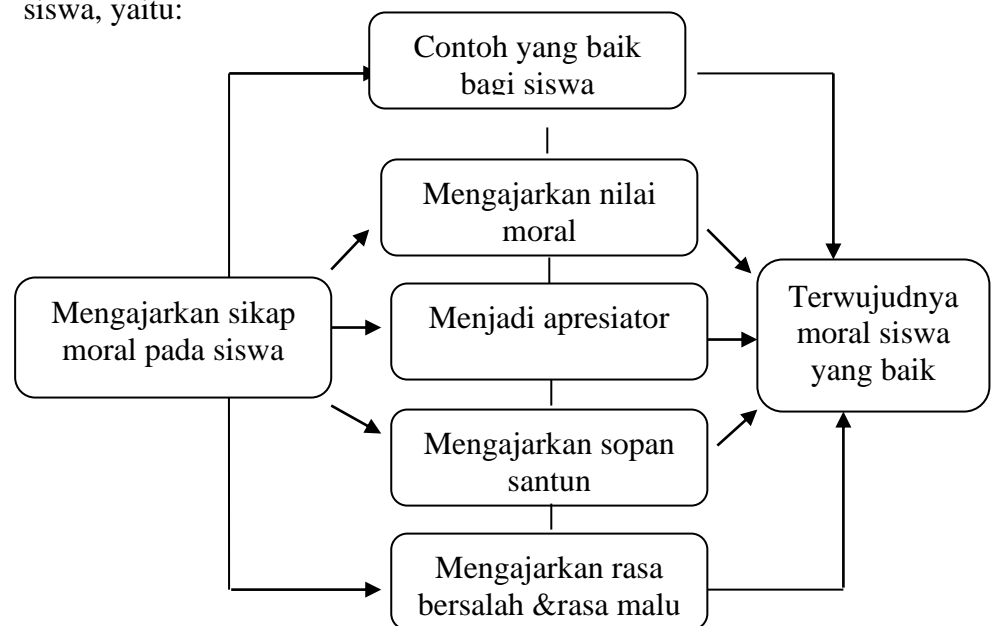 siswa, yaitu:
Contoh yang baik
bagi siswa
Mengajarkan nilai
moral
Mengajarkan sikap
moral pada siswa
Menjadi apresiator
Terwujudnya
moral siswa
yang baik
Mengajarkan sopan
santun
Mengajarkan rasa
bersalah &rasa malu